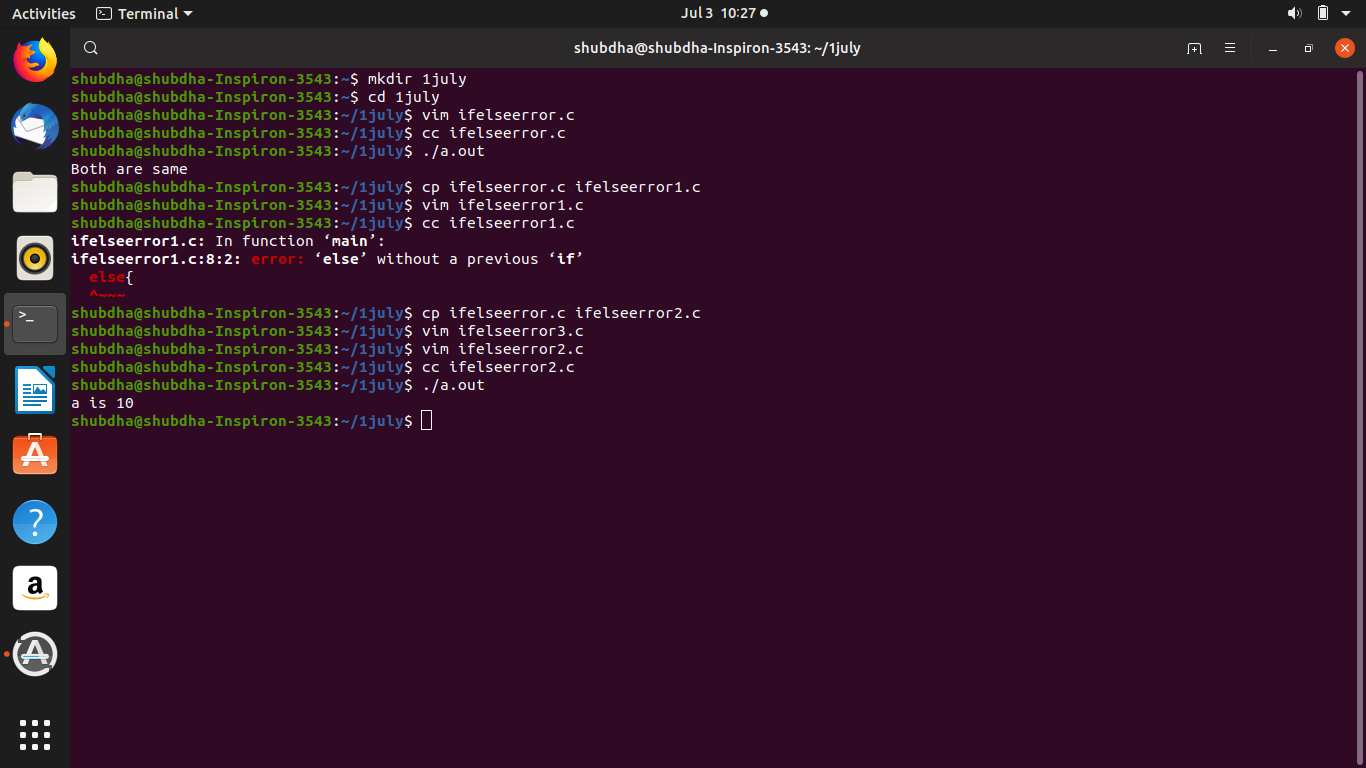 Activities Terminal Jul 3 10:27
shubdha@shubdha-Inspiron-3543: ~/1july
shubdha@shubdha-Inspiron-3543:~$ mkdir 1july
shubdha@shubdha-Inspiron-3543:~$ cd 1july
shubdha@shubdha-Inspiron-3543:~/1july$ vim ifelseerror.c
shubdha@shubdha-Inspiron-3543:~/1july$ cc ifelseerror.c
shubdha@shubdha-Inspiron-3543:~/1july$ ./a.out
Both are same
shubdha@shubdha-Inspiron-3543:~/1july$ cp ifelseerror.c ifelseerror1.c
shubdha@shubdha-Inspiron-3543:~/1july$ vim ifelseerror1.c
shubdha@shubdha-Inspiron-3543:~/1july$ cc ifelseerror1.c
ifelseerror1.c: In function ‘main’:
ifelseerror1.c:8:2: error: ‘else’ without a previous ‘if’
  else{
  ^~~~
shubdha@shubdha-Inspiron-3543:~/1july$ cp ifelseerror.c ifelseerror2.c
shubdha@shubdha-Inspiron-3543:~/1july$ vim ifelseerror3.c
shubdha@shubdha-Inspiron-3543:~/1july$ vim ifelseerror2.c
shubdha@shubdha-Inspiron-3543:~/1july$ cc ifelseerror2.c
shubdha@shubdha-Inspiron-3543:~/1july$ ./a.out
a is 10
shubdha@shubdha-Inspiron-3543:~/1july$